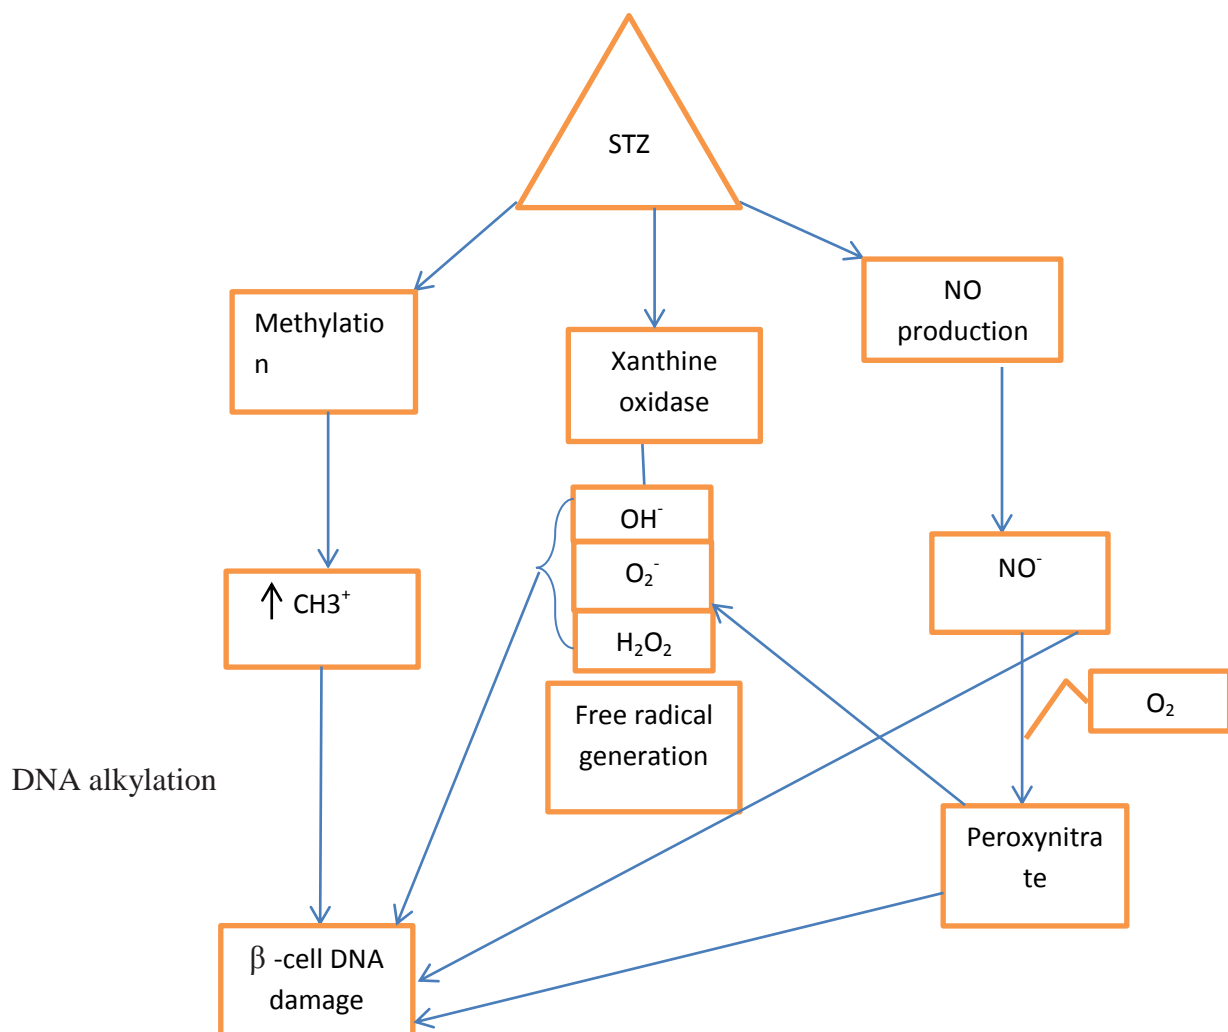 STZ
Methylatio
n
Xanthine
oxidase
NO
production
OH⁻
O₂⁻
H₂O₂
NO⁻
↑ CH3⁺
Free radical
generation
O₂
DNA alkylation
Peroxynitra
te
β -cell DNA
damage